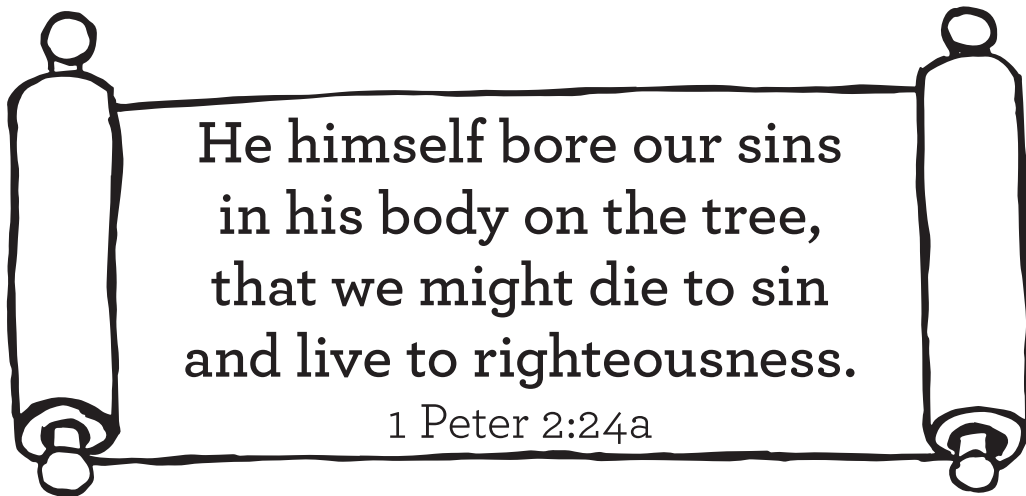 He himself bore our sins
in his body on the tree,
that we might die to sin
and live to righteousness.
1 Peter 2:24a